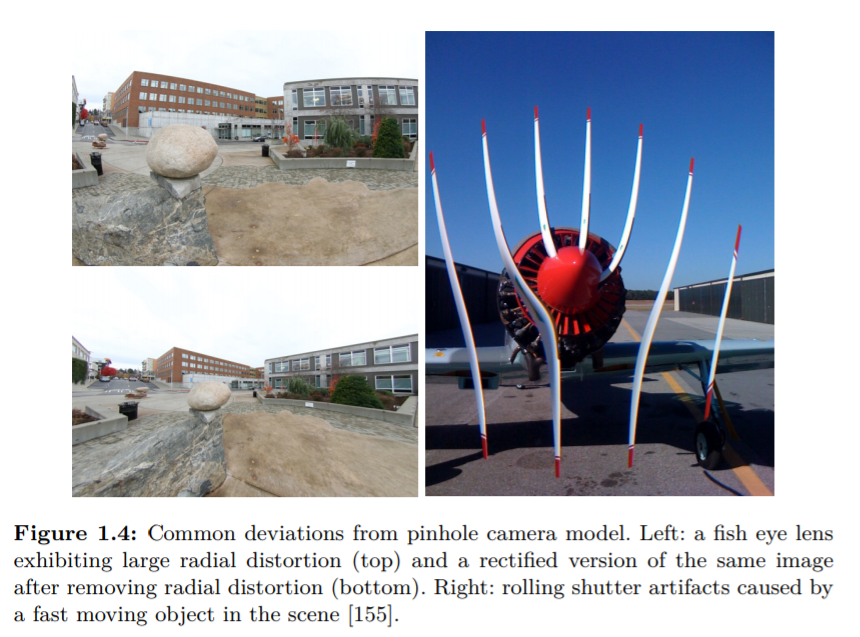 Figure 1.4: Common deviations from pinhole camera model. Left: a fish eye lens
exhibiting large radial distortion (top) and a rectified version of the same image
after removing radial distortion (bottom). Right: rolling shutter artifacts caused by
a fast moving object in the scene [155].